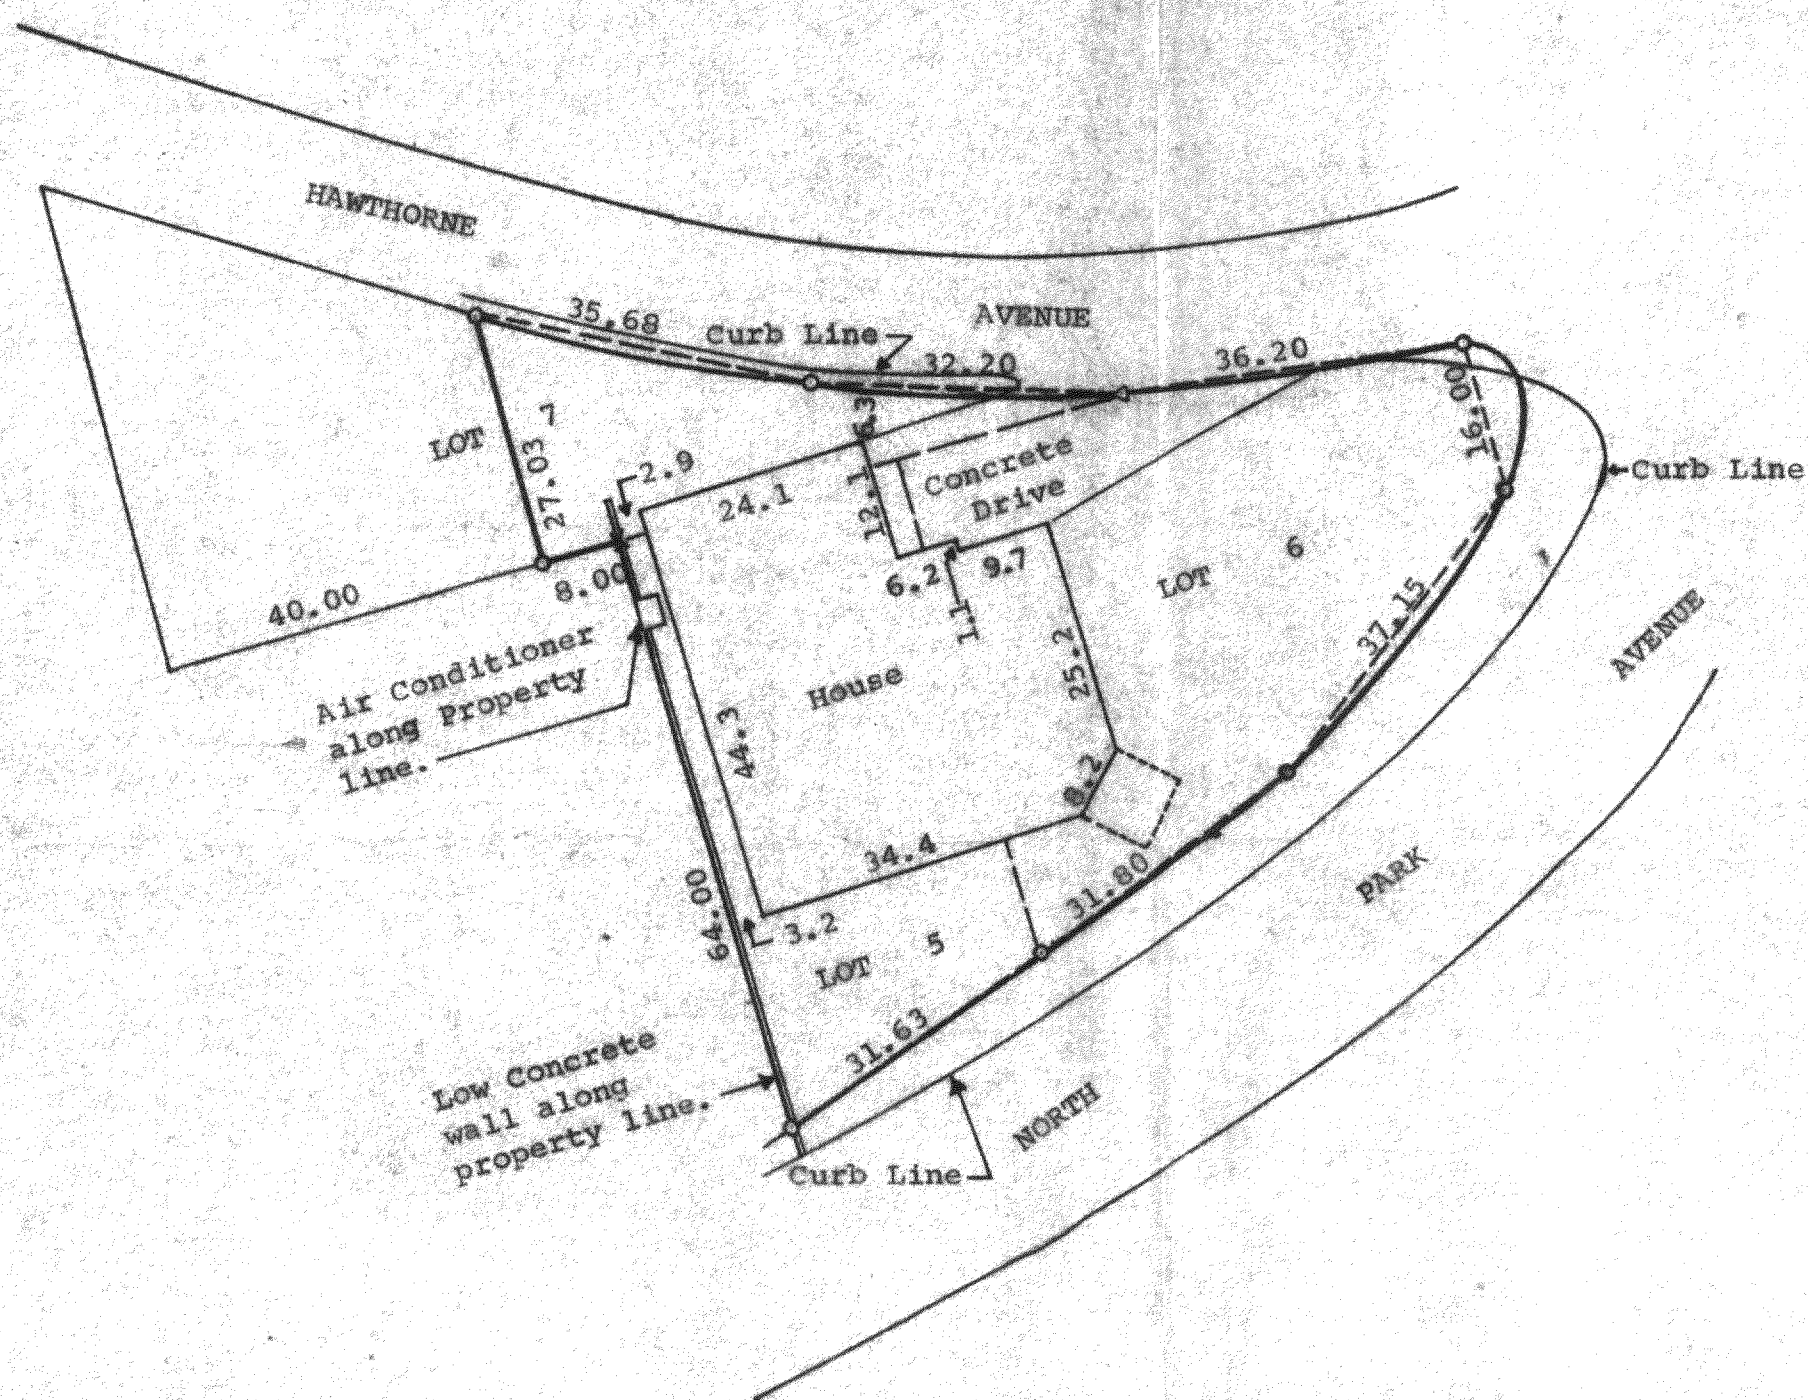 HAWTHORNE
AVENUE
35.68
Curb Line
32.20
36.20
16.00
Curb Line
LOT 7
27.03
2.9
24.1
6.3
12.1
Concrete
Drive
6.2
9.7
1.1
LOT 6
40.00
8.00
Air Conditioner
along Property
line.
House
25.2
44.3
8.2
37.15
AVENUE
34.4
31.80
PARK
64.00
3.2
LOT 5
31.63
Low Concrete
wall along
property line.
NORTH
Curb Line